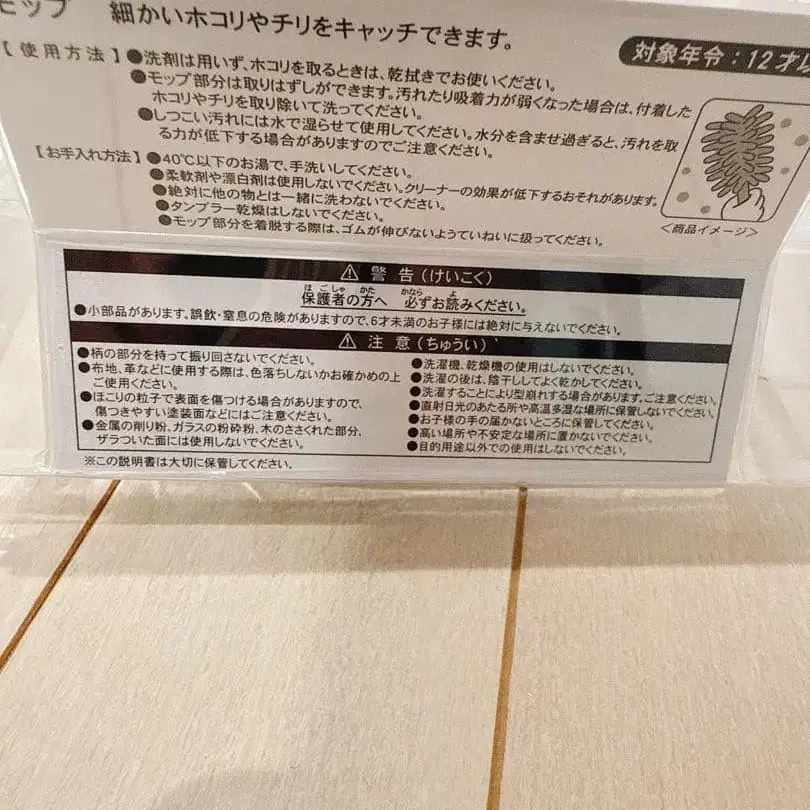 モップ 細かいホコリやチリをキャッチできます。
対象年令：12才以
【使用方法】●洗剤は用いず、ホコリを取るときは、乾拭きでお使いください。
●モップ部分は取りはずしができます。汚れたり吸着力が弱くなった場合は、付着した
ホコリやチリを取り除いて洗ってください。
●しつこい汚れには水で湿らせて使用してください。水分を含ませ過ぎると、汚れを取
る力が低下する場合がありますのでご注意ください。
【お手入れ方法】●40℃以下のお湯で、手洗いしてください。
●柔軟剤や漂白剤は使用しないでください。クリーナーの効果が低下するおそれがあります。
●絶対に他の物とは一緒に洗わないでください。
●タンブラー乾燥はしないでください。
●モップ部分を着脱する際は、ゴムが伸びないようていねいに扱ってください。
＜商品イメージ＞
⚠ 警告（けいこく）
ほごしゃ かた かなら よ
保護者の方へ 必ずお読みください。
●小部品があります。誤飲・窒息の危険がありますので、6才未満のお子様には絶対に与えないでください。
⚠ 注意（ちゅうい）
●柄の部分を持って振り回さないでください。
●布地、革などに使用する際は、色落ちしないかお確かめの上
ご使用ください。
●ほこりの粒子で表面を傷つける場合がありますので、
傷つきやすい塗装面などにはご注意ください。
●金属の削り粉、ガラスの粉砕粉、木のささくれた部分、
ザラついた面には使用しないでください。
●洗濯機、乾燥機の使用はしないでください。
●洗濯の後は、陰干ししてよく乾かしてください。
●洗濯することにより型崩れする場合があります。ご注意ください。
●直射日光のあたる所や高温多湿な場所に保管しないでください。
●お子様の手の届かないところに保管してください。
●高い場所や不安定な場所に置かないでください。
●目的用途以外での使用はしないでください。
※この説明書は大切に保管してください。